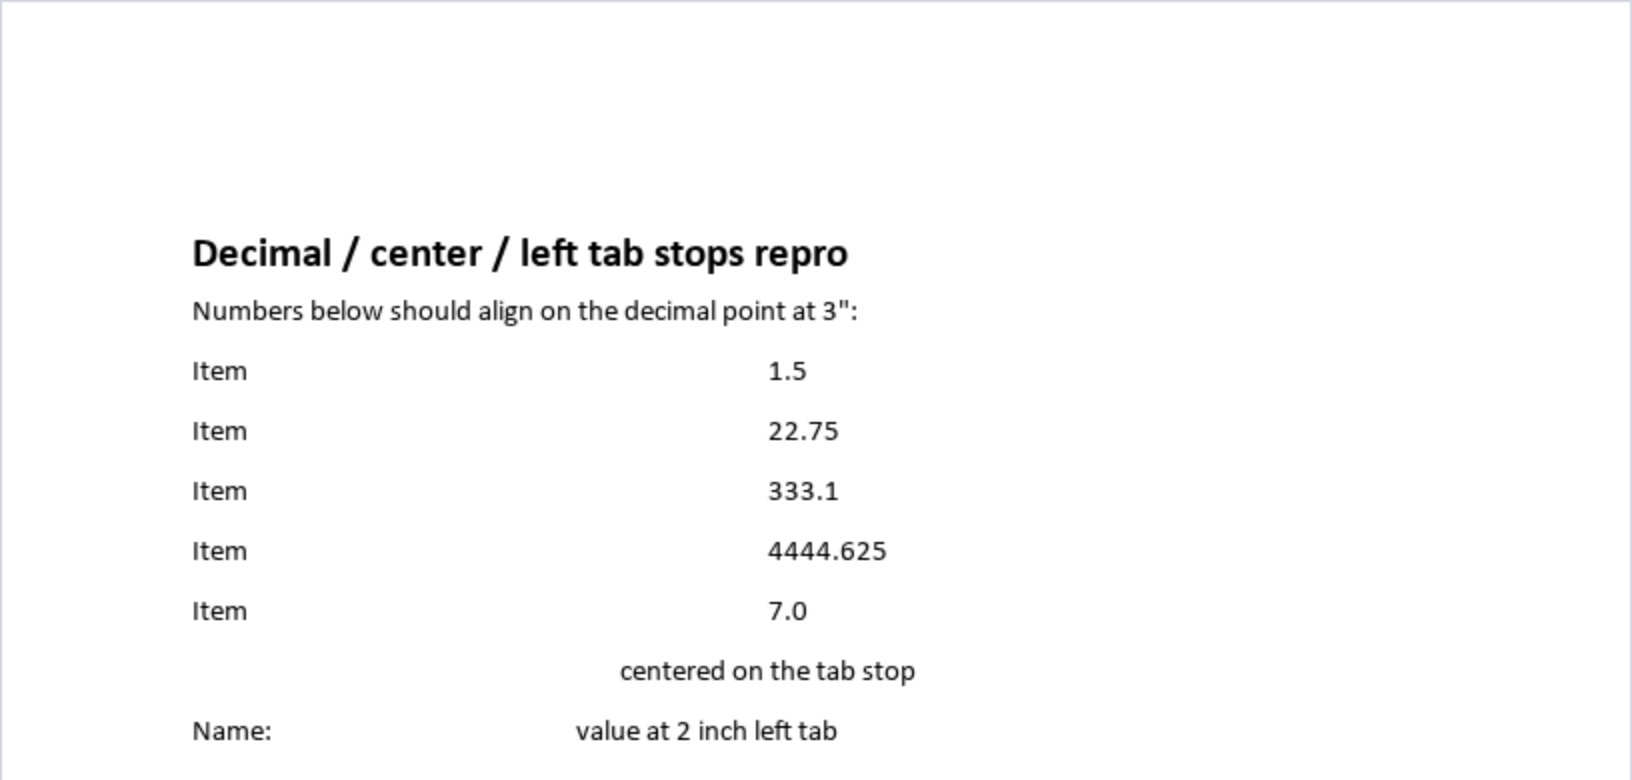 Decimal / center / left tab stops repro
Numbers below should align on the decimal point at 3":
Item 1.5
Item 22.75
Item 333.1
Item 4444.625
Item 7.0
centered on the tab stop
Name: value at 2 inch left tab